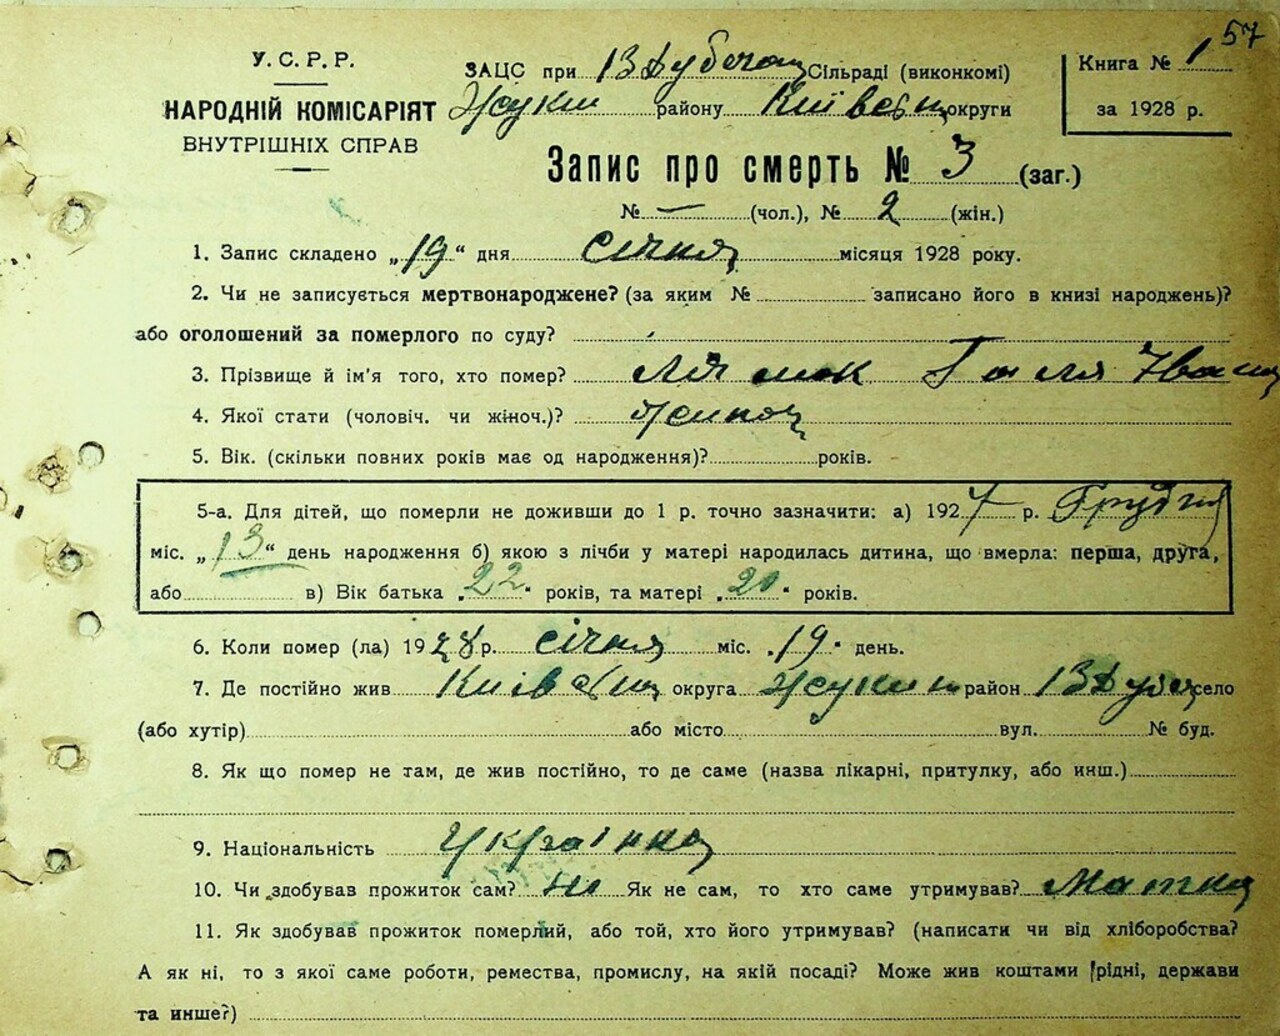 57
У. С. Р. Р.
НАРОДНІЙ КОМІСАРІЯТ
ВНУТРІШНІХ СПРАВ
ЗАЦС при Сільраді (виконкомі)
Жукин району Київськ округи
Книга № 1
за 1928 р.
Запис про смерть № 3 (заг.)
№ — (чол.), № 2 (жін.)
1. Запис складено „19“ дня січня місяця 1928 року.
2. Чи не записується мертвонароджене? (за яким № записано його в книзі народжень)?
або оголошений за померлого по суду?
3. Прізвище й ім'я того, хто помер? Галя Іван
4. Якої стати (чоловіч. чи жіноч.)? жіноч
5. Вік. (скільки повних років має од народження)? років.
5-а. Для дітей, що померли не доживши до 1 р. точно зазначити: а) 1927 р. Грудня
міс. „13“ день народження б) якою з лічби у матері народилась дитина, що вмерла: перша, друга,
або в) Вік батька „22“ років, та матері „20“ років.
6. Коли помер (ла) 1928 р. січня міс. „19“ день.
7. Де постійно жив Київськ округа Жукин район село
(або хутір) або місто вул. № буд.
8. Як що помер не там, де жив постійно, то де саме (назва лікарні, притулку, або инш.)
9. Національність Українка
10. Чи здобував прожиток сам? ні Як не сам, то хто саме утримував? Матка
11. Як здобував прожиток померлий, або той, хто його утримував? (написати чи від хліборобства?
А як ні, то з якої саме роботи, ремества, промислу, на якій посаді? Може жив коштами рідні, держави
та инше?)